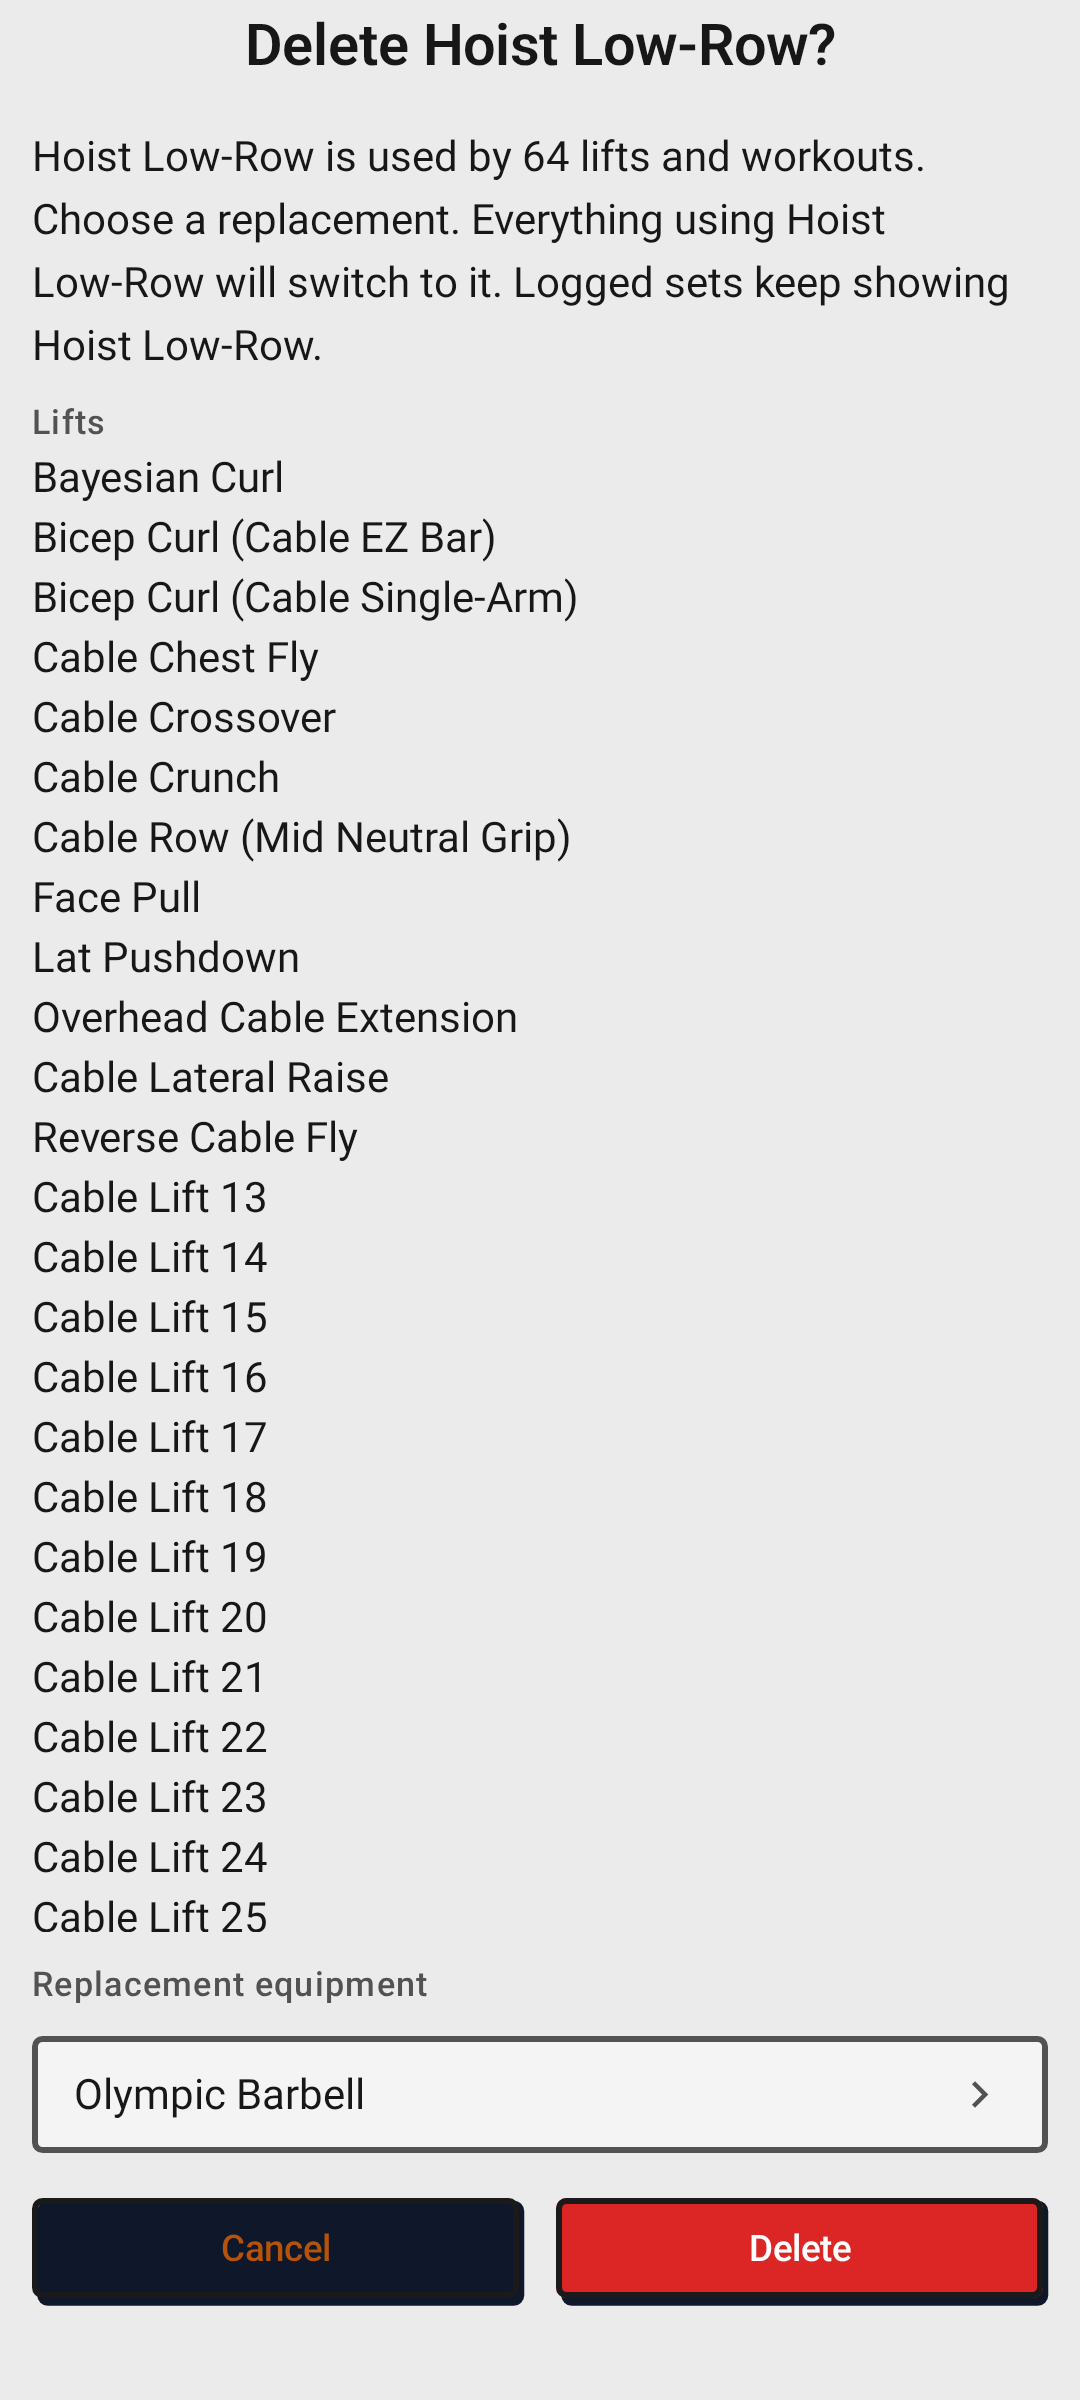 Delete Hoist Low-Row?
Hoist Low-Row is used by 64 lifts and workouts.
Choose a replacement. Everything using Hoist
Low-Row will switch to it. Logged sets keep showing
Hoist Low-Row.
Lifts
Bayesian Curl
Bicep Curl (Cable EZ Bar)
Bicep Curl (Cable Single-Arm)
Cable Chest Fly
Cable Crossover
Cable Crunch
Cable Row (Mid Neutral Grip)
Face Pull
Lat Pushdown
Overhead Cable Extension
Cable Lateral Raise
Reverse Cable Fly
Cable Lift 13
Cable Lift 14
Cable Lift 15
Cable Lift 16
Cable Lift 17
Cable Lift 18
Cable Lift 19
Cable Lift 20
Cable Lift 21
Cable Lift 22
Cable Lift 23
Cable Lift 24
Cable Lift 25
Replacement equipment
Olympic Barbell
Cancel
Delete